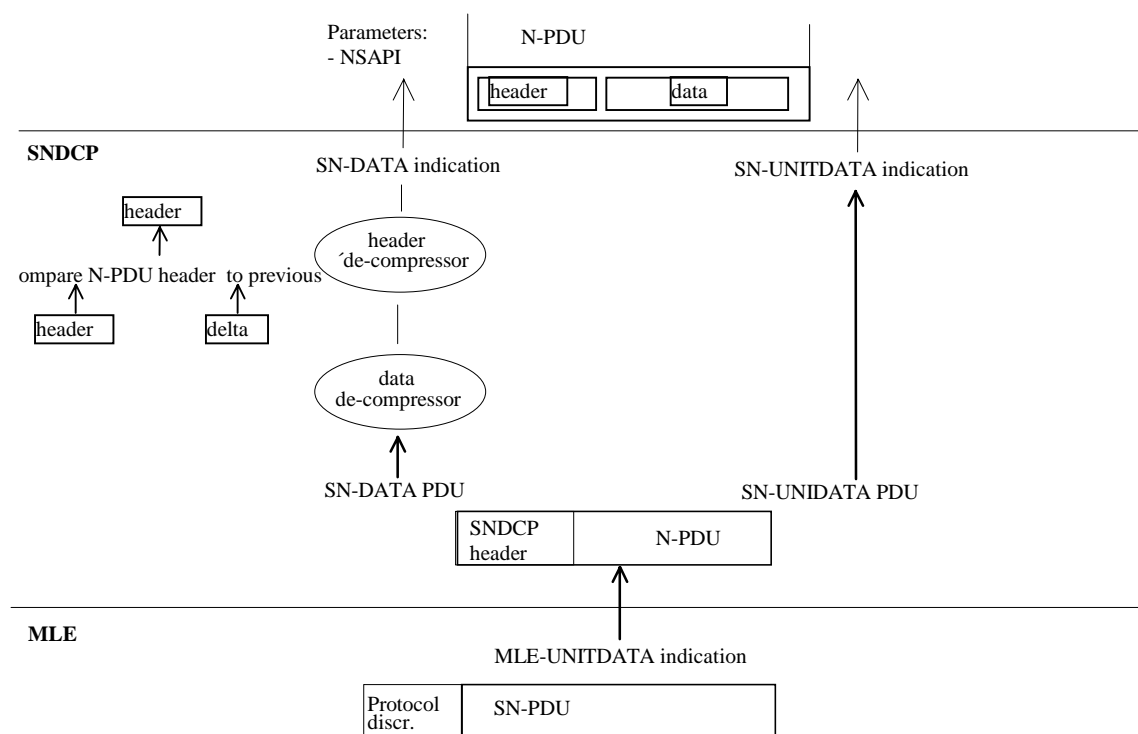 Parameters:
- NSAPI
N-PDU
header
data
SNDCP
SN-DATA indication
SN-UNITDATA indication
header
header
´de-compressor
ompare N-PDU header to previous
header
delta
data
de-compressor
SN-DATA PDU
SN-UNIDATA PDU
SNDCP
header
N-PDU
MLE
MLE-UNITDATA indication
Protocol
discr.
SN-PDU